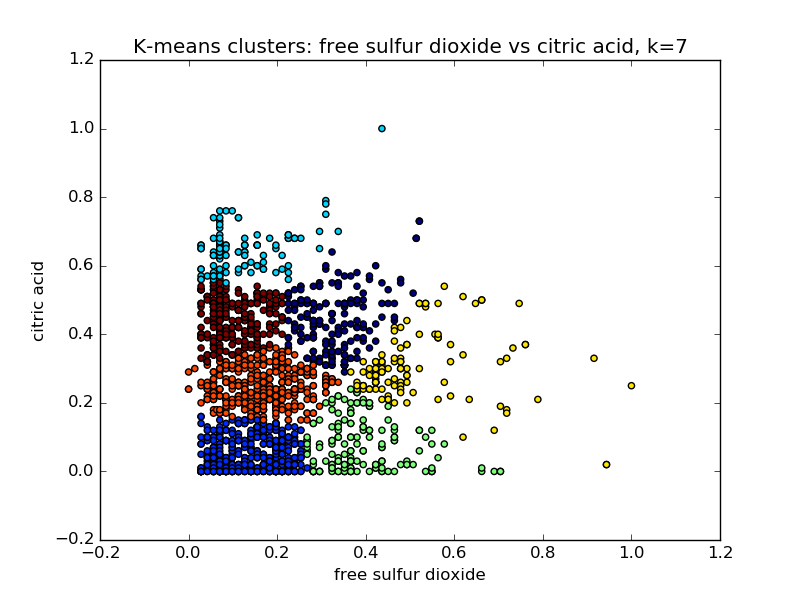 K-means clusters: free sulfur dioxide vs citric acid, k=7
1.2
1.0
0.8
0.6
0.4
0.2
0.0
−0.2
citric acid
−0.2 0.0 0.2 0.4 0.6 0.8 1.0 1.2
free sulfur dioxide